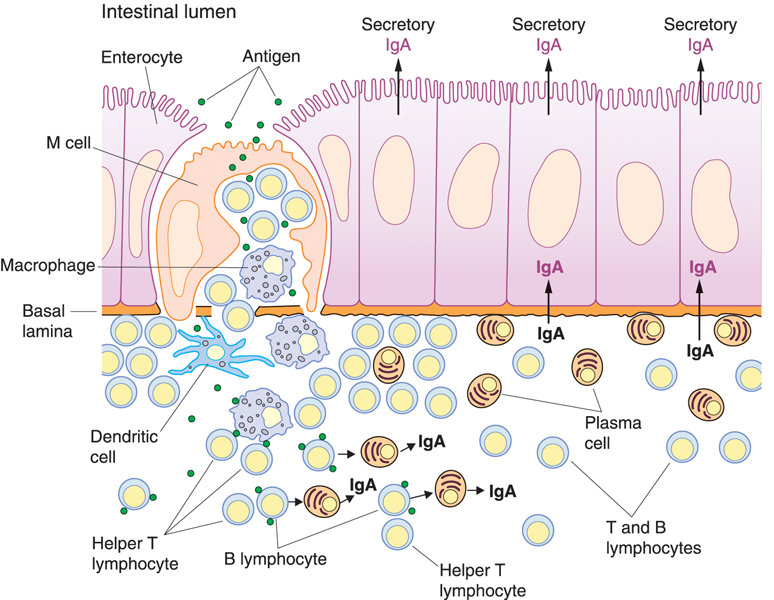 Intestinal lumen
Secretory
IgA
Secretory
IgA
Secretory
IgA
Enterocyte
Antigen
M cell
Macrophage
IgA
IgA
Basal
lamina
IgA
IgA
Dendritic
cell
Plasma
cell
IgA
IgA
IgA
Helper T
lymphocyte
B lymphocyte
Helper T
lymphocyte
T and B
lymphocytes